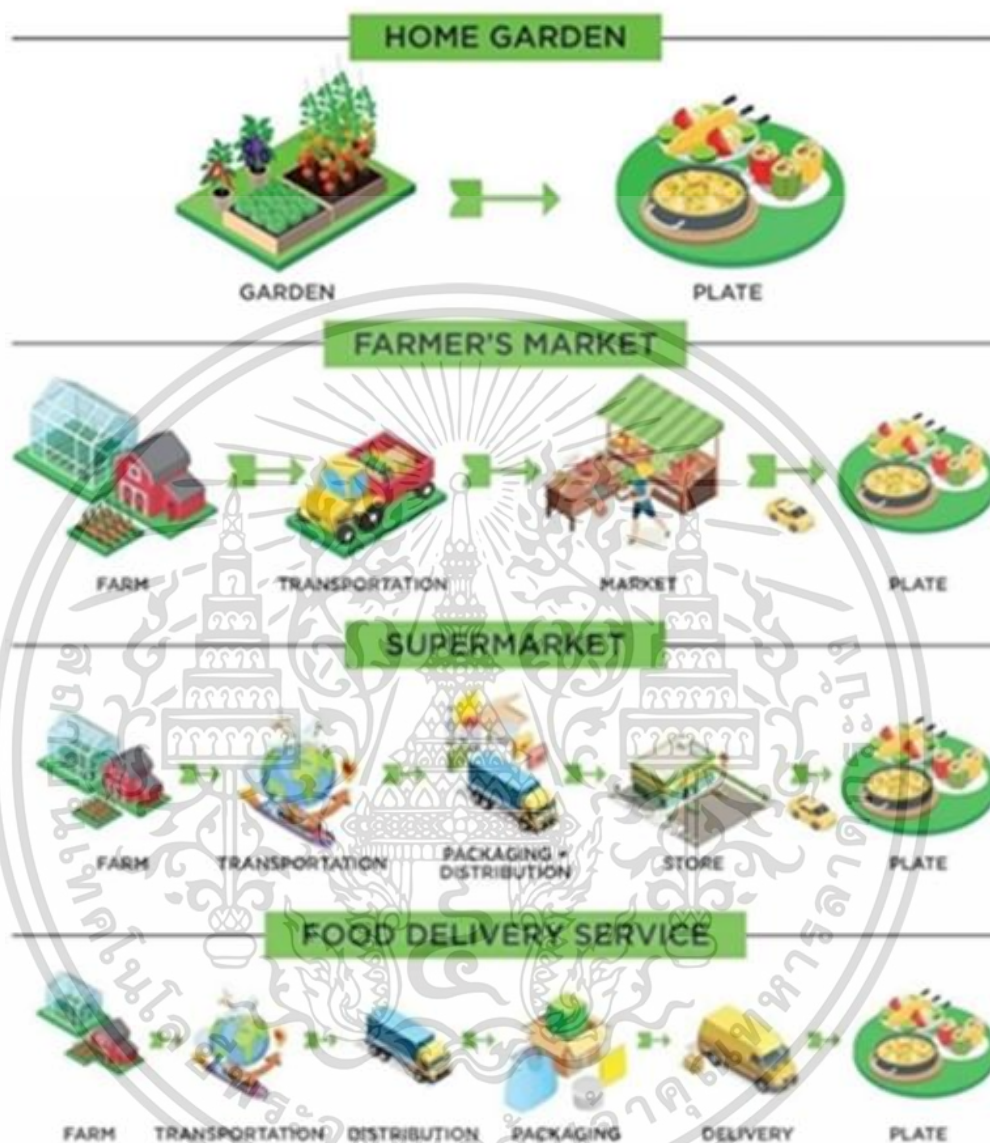 HOME GARDEN
GARDEN PLATE
FARMER'S MARKET
FARM TRANSPORTATION MARKET PLATE
SUPERMARKET
FARM TRANSPORTATION PACKAGING + DISTRIBUTION STORE PLATE
FOOD DELIVERY SERVICE
FARM TRANSPORTATION DISTRIBUTION PACKAGING DELIVERY PLATE